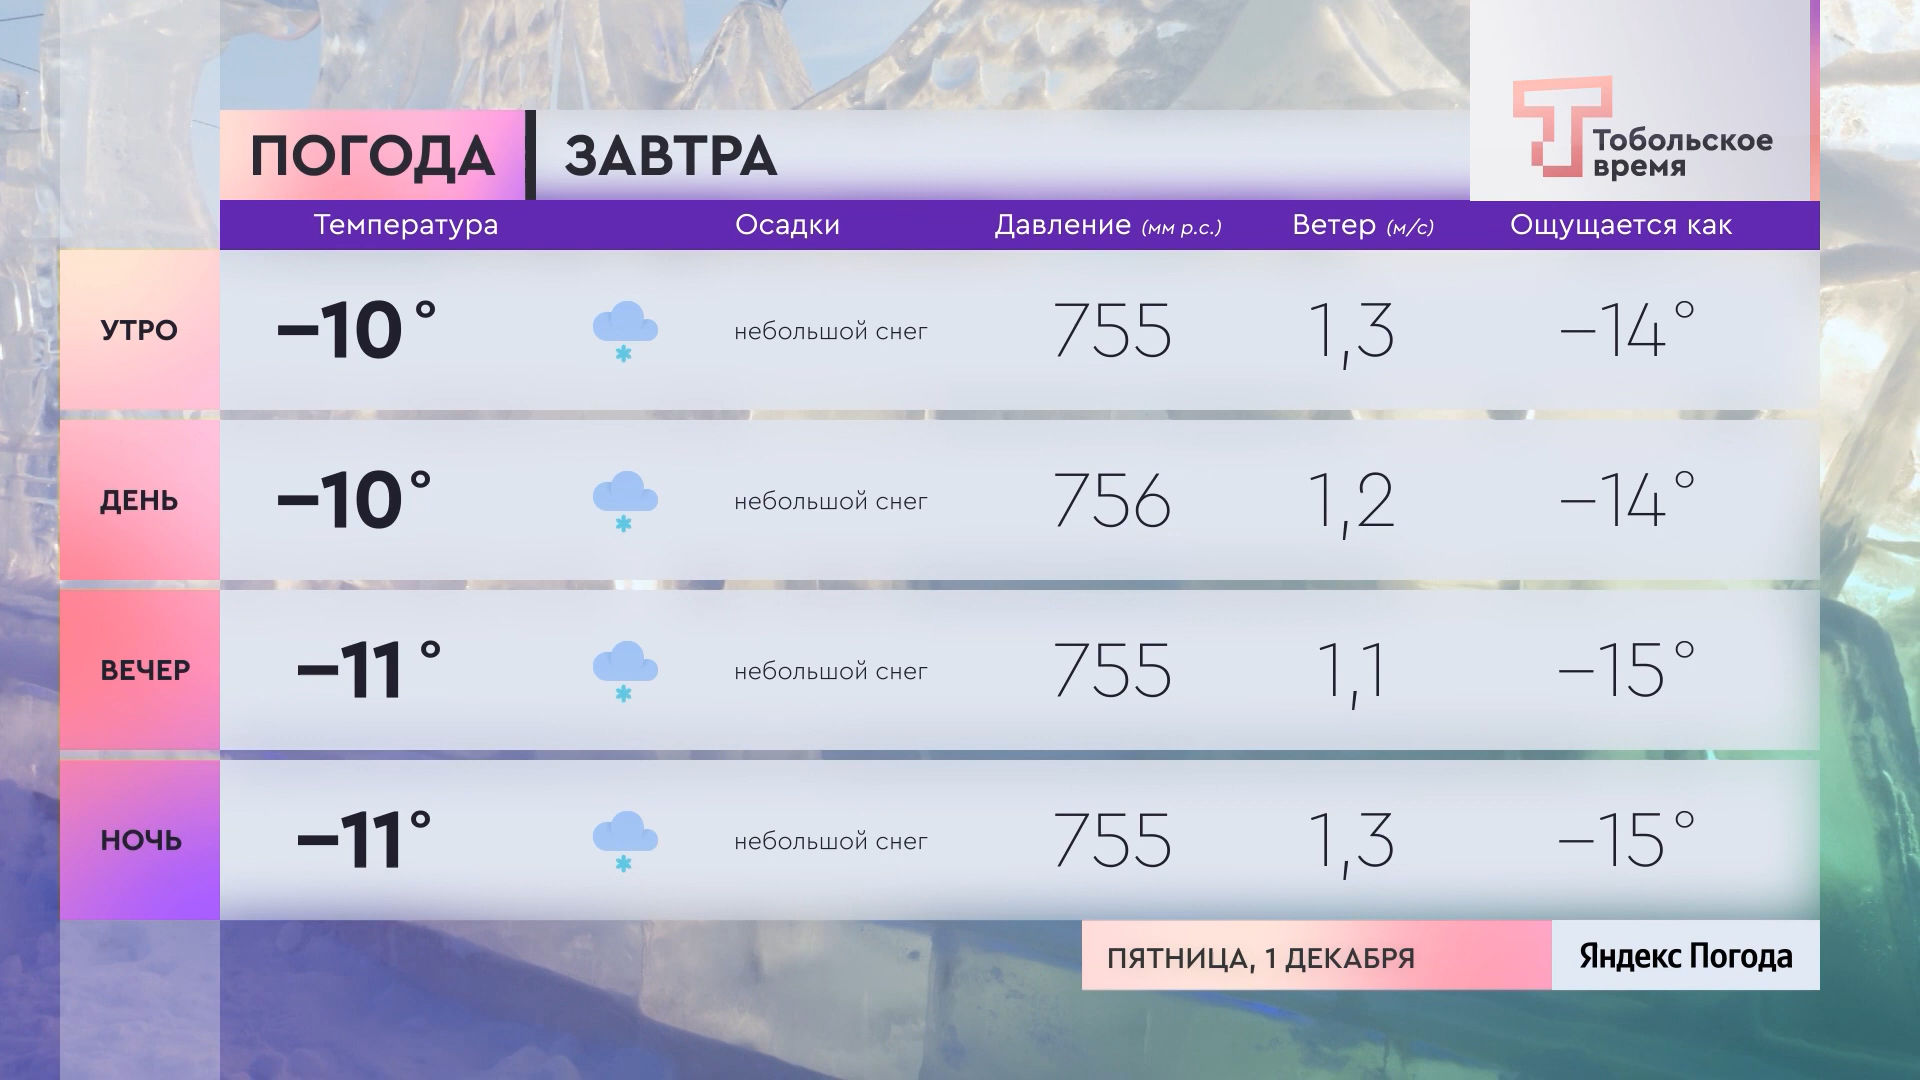 Тобольское
время
ПОГОДА ЗАВТРА
Температура Осадки Давление (мм р.с.) Ветер (м/с) Ощущается как
УТРО −10° небольшой снег 755 1,3 −14°
ДЕНЬ −10° небольшой снег 756 1,2 −14°
ВЕЧЕР −11° небольшой снег 755 1,1 −15°
НОЧЬ −11° небольшой снег 755 1,3 −15°
ПЯТНИЦА, 1 ДЕКАБРЯ Яндекс Погода